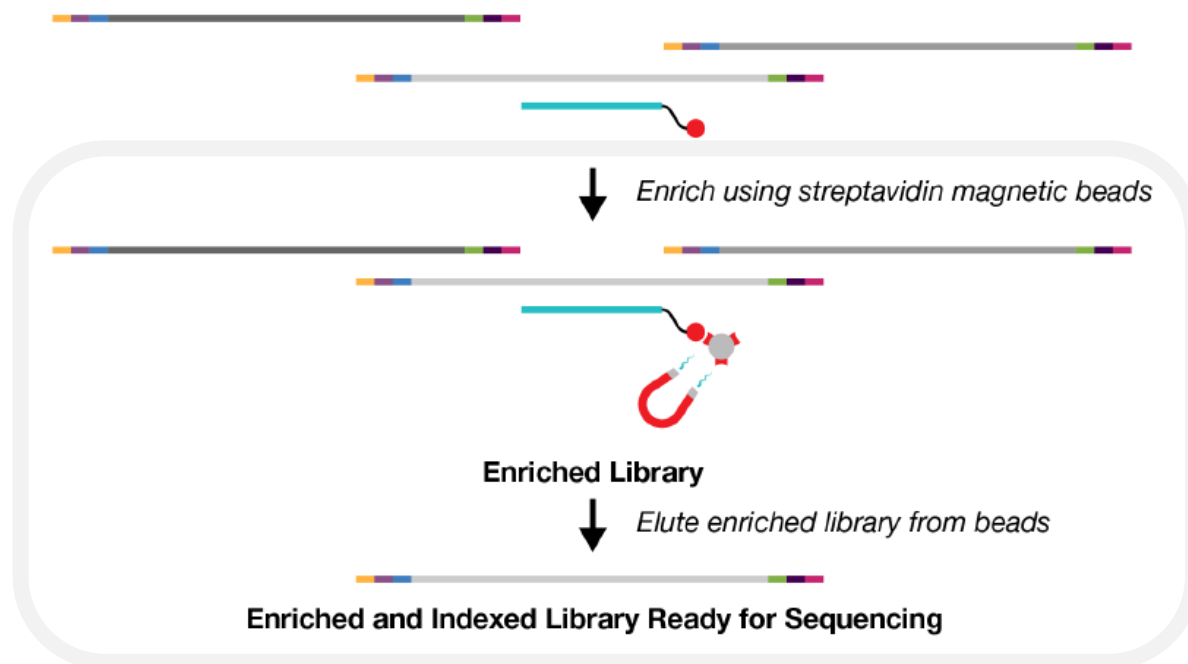 Enrich using streptavidin magnetic beads
Enriched Library
Elute enriched library from beads
Enriched and Indexed Library Ready for Sequencing